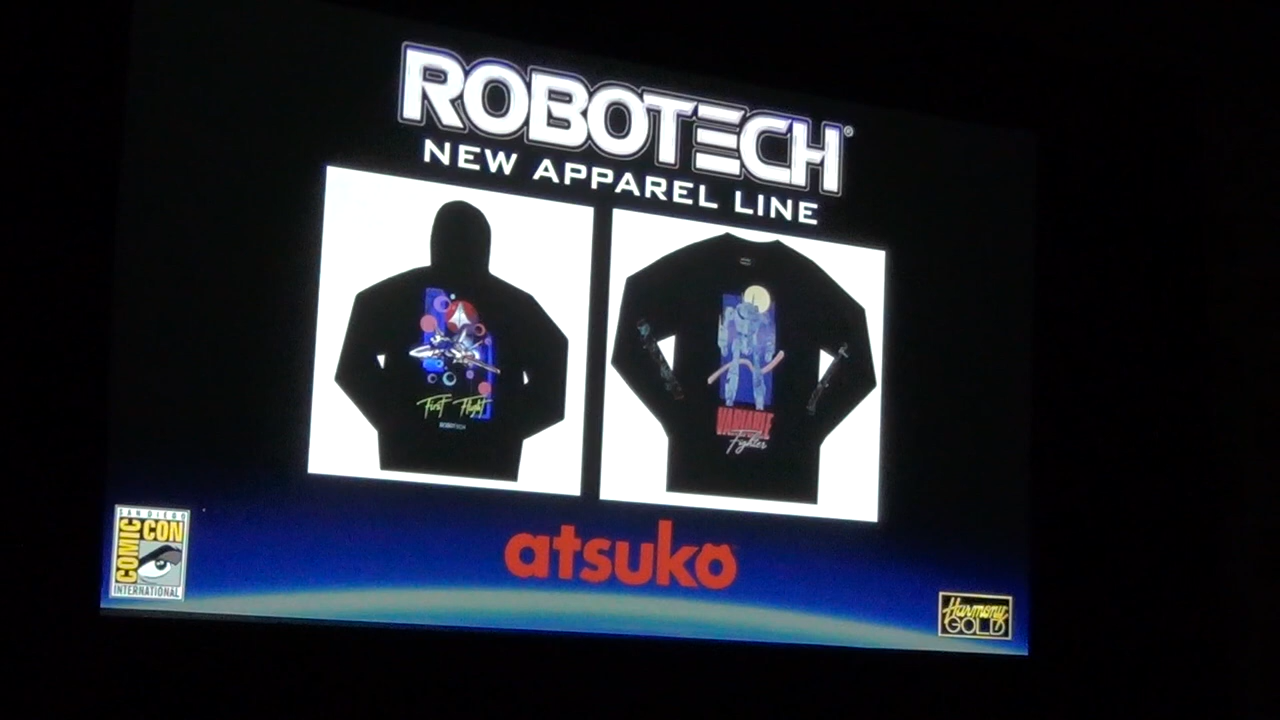 ROBOTECH®
NEW APPAREL LINE
First Flight
ROBOTECH
VARIABLE
Fighter
atsuko
SAN DIEGO
COMIC CON
INTERNATIONAL
Harmony
GOLD